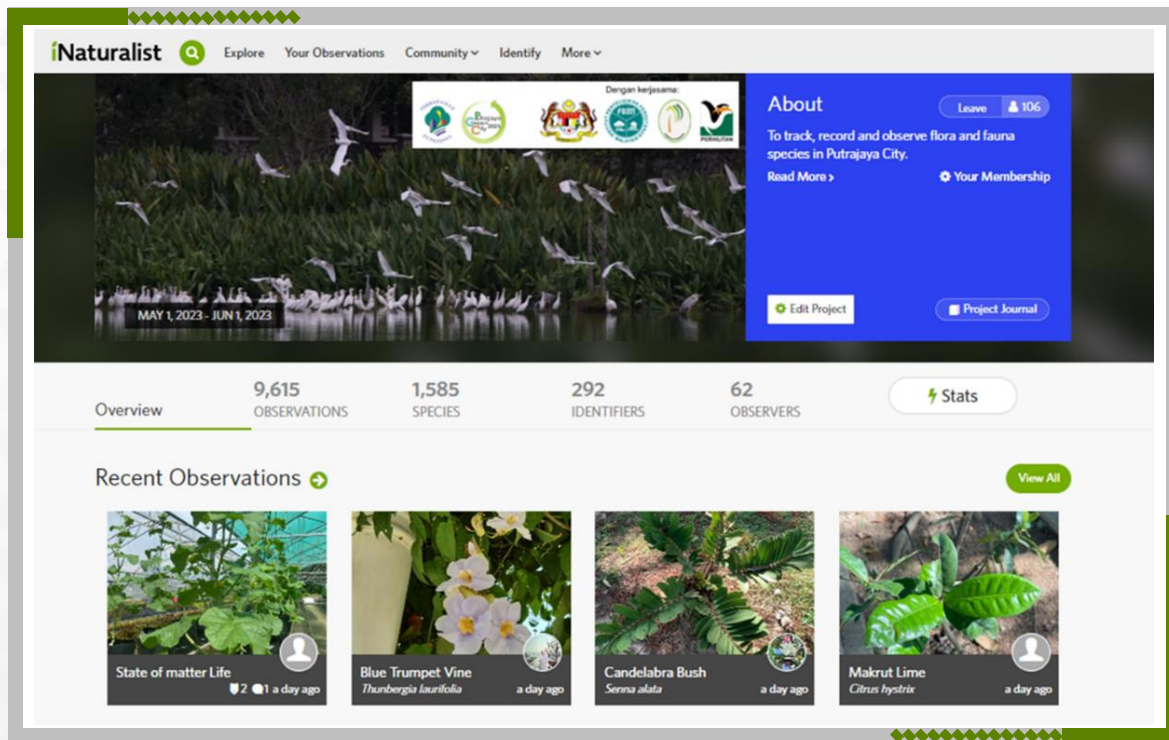 iNaturalist
Explore
Your Observations
Community
Identify
More
Dengan kerjasama:
PERHILITAN
About
Leave
106
To track, record and observe flora and fauna
species in Putrajaya City.
Read More
Your Membership
MAY 1, 2023 - JUN 1, 2023
Edit Project
Project Journal
Overview
9,615
OBSERVATIONS
1,585
SPECIES
292
IDENTIFIERS
62
OBSERVERS
Stats
Recent Observations
View All
State of matter Life
2 1 a day ago
Blue Trumpet Vine
Thunbergia laurifolia a day ago
Candelabra Bush
Senna alata a day ago
Makrut Lime
Citrus hystrix a day ago